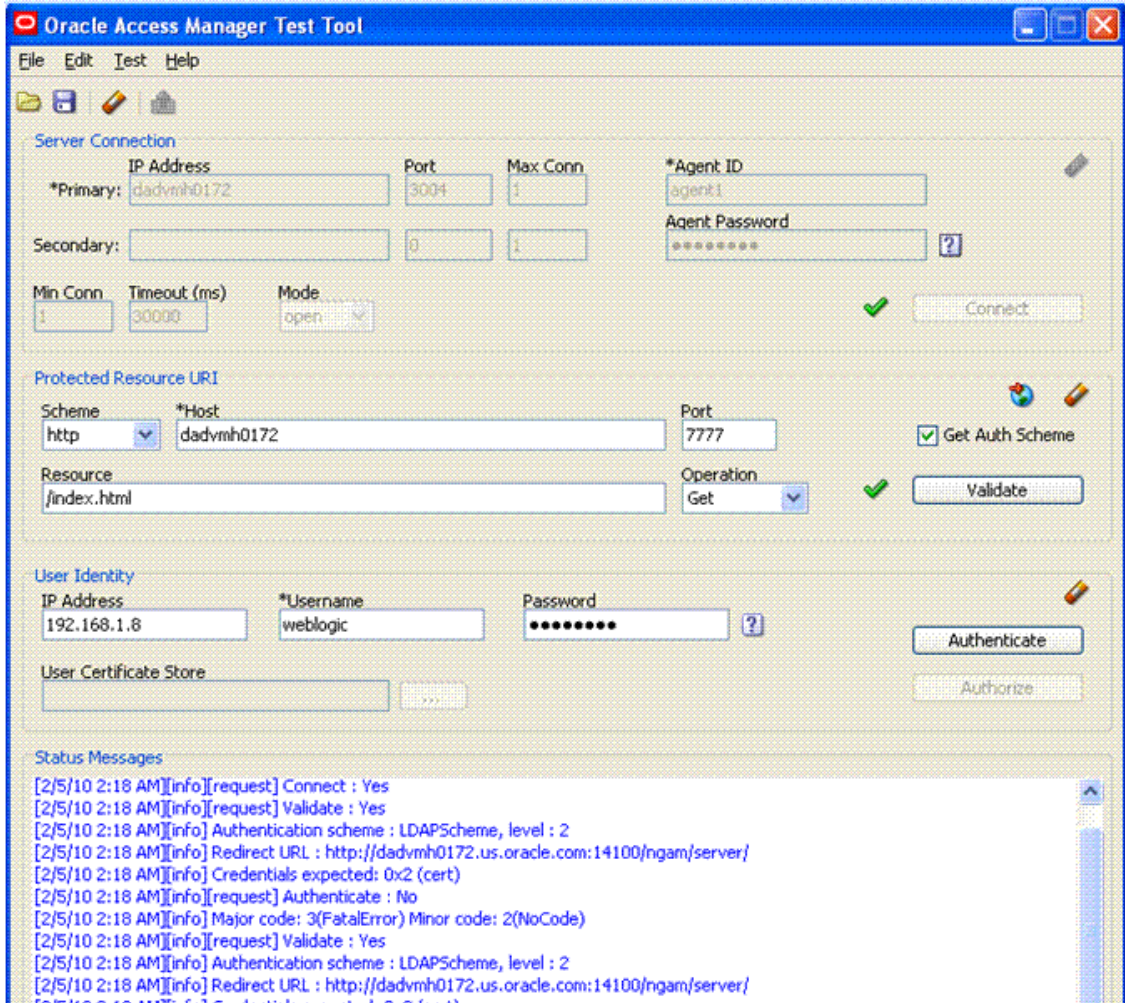 Oracle Access Manager Test Tool
File Edit Test Help
Server Connection
IP Address Port Max Conn *Agent ID
*Primary: dadvmh0172 3004 1 agent1
Agent Password
Secondary: 0 1 ●●●●●●●● ?
Min Conn Timeout (ms) Mode
1 30000 open Connect
Protected Resource URI
Scheme *Host Port
http dadvmh0172 7777 Get Auth Scheme
Resource Operation
/index.html Get Validate
User Identity
IP Address *Username Password
192.168.1.8 weblogic ●●●●●●●● ?
Authenticate
User Certificate Store
... Authorize
Status Messages
[2/5/10 2:18 AM][info][request] Connect : Yes
[2/5/10 2:18 AM][info][request] Validate : Yes
[2/5/10 2:18 AM][info] Authentication scheme : LDAPScheme, level : 2
[2/5/10 2:18 AM][info] Redirect URL : http://dadvmh0172.us.oracle.com:14100/ngam/server/
[2/5/10 2:18 AM][info] Credentials expected: 0x2 (cert)
[2/5/10 2:18 AM][info][request] Authenticate : No
[2/5/10 2:18 AM][info] Major code: 3(FatalError) Minor code: 2(NoCode)
[2/5/10 2:18 AM][info][request] Validate : Yes
[2/5/10 2:18 AM][info] Authentication scheme : LDAPScheme, level : 2
[2/5/10 2:18 AM][info] Redirect URL : http://dadvmh0172.us.oracle.com:14100/ngam/server/